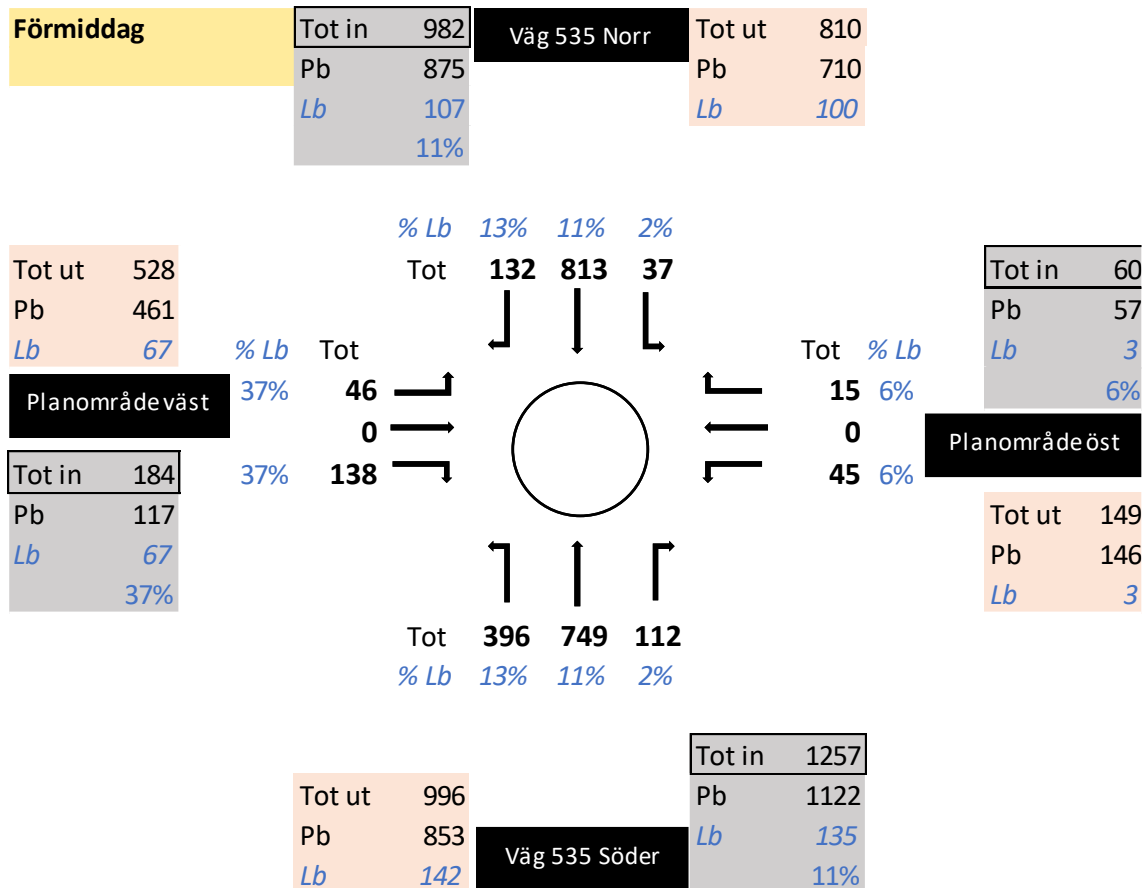 Förmiddag
Tot in 982
Pb 875
Lb 107
11%
Väg 535 Norr
Tot ut 810
Pb 710
Lb 100
% Lb 13% 11% 2%
Tot 132 813 37
Tot ut 528
Pb 461
Lb 67
Planområde väst
Tot in 184
Pb 117
Lb 67
37%
% Lb Tot
37% 46
0
37% 138
Tot % Lb
15 6%
0
45 6%
Tot in 60
Pb 57
Lb 3
6%
Planområde öst
Tot ut 149
Pb 146
Lb 3
Tot 396 749 112
% Lb 13% 11% 2%
Tot ut 996
Pb 853
Lb 142
Väg 535 Söder
Tot in 1257
Pb 1122
Lb 135
11%